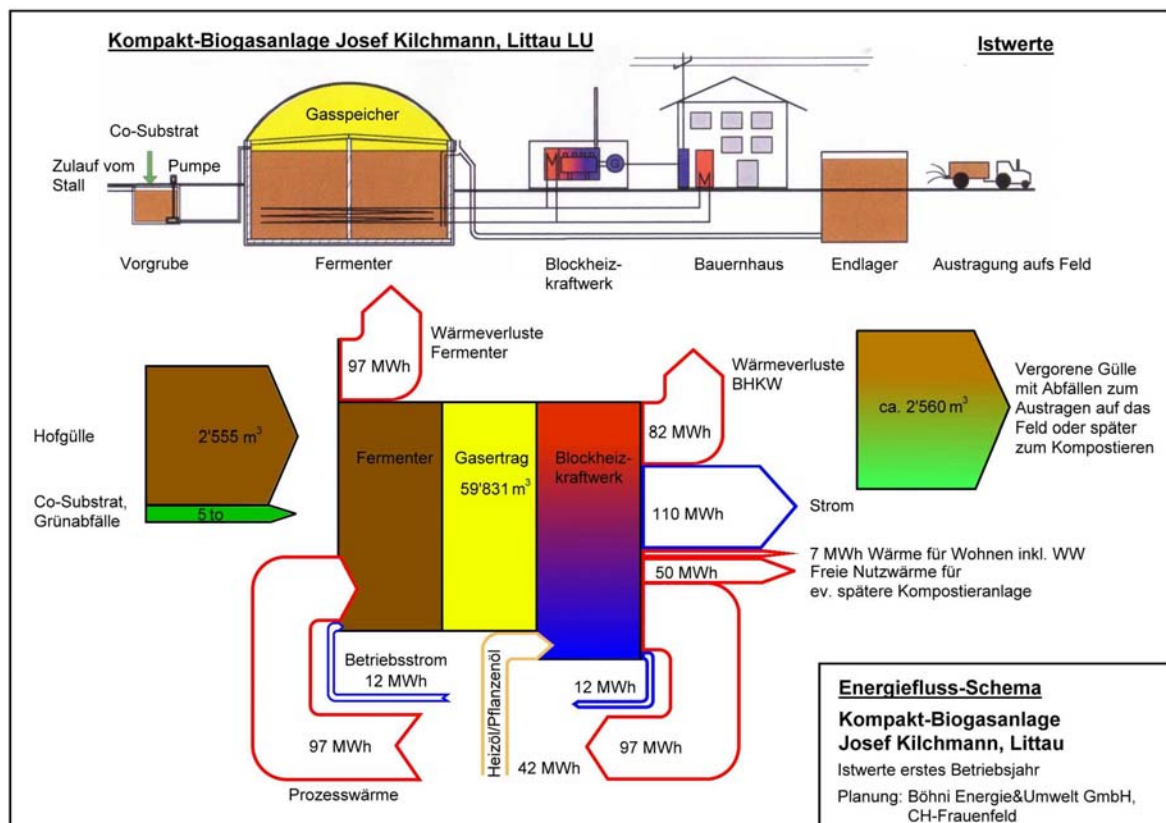 Kompakt-Biogasanlage Josef Kilchmann, Littau LU
Istwerte
Gasspeicher
Co-Substrat
Zulauf vom
Stall
Pumpe
M
G
M
Vorgrube
Fermenter
Blockheiz-
kraftwerk
Bauernhaus
Endlager
Austragung aufs Feld
97 MWh
Wärmeverluste
Fermenter
Wärmeverluste
BHKW
82 MWh
Hofgülle
2'555 m³
Co-Substrat,
Grünabfälle
5 to
Fermenter
Gasertrag
59'831 m³
Blockheiz-
kraftwerk
ca. 2'560 m³
Vergorene Gülle
mit Abfällen zum
Austragen auf das
Feld oder später
zum Kompostieren
110 MWh
Strom
7 MWh Wärme für Wohnen inkl. WW
50 MWh
Freie Nutzwärme für
ev. spätere Kompostieranlage
Betriebsstrom
12 MWh
97 MWh
Prozesswärme
Heizöl/Pflanzenöl
42 MWh
12 MWh
97 MWh
Energiefluss-Schema
Kompakt-Biogasanlage
Josef Kilchmann, Littau
Istwerte erstes Betriebsjahr
Planung: Böhni Energie&Umwelt GmbH,
CH-Frauenfeld